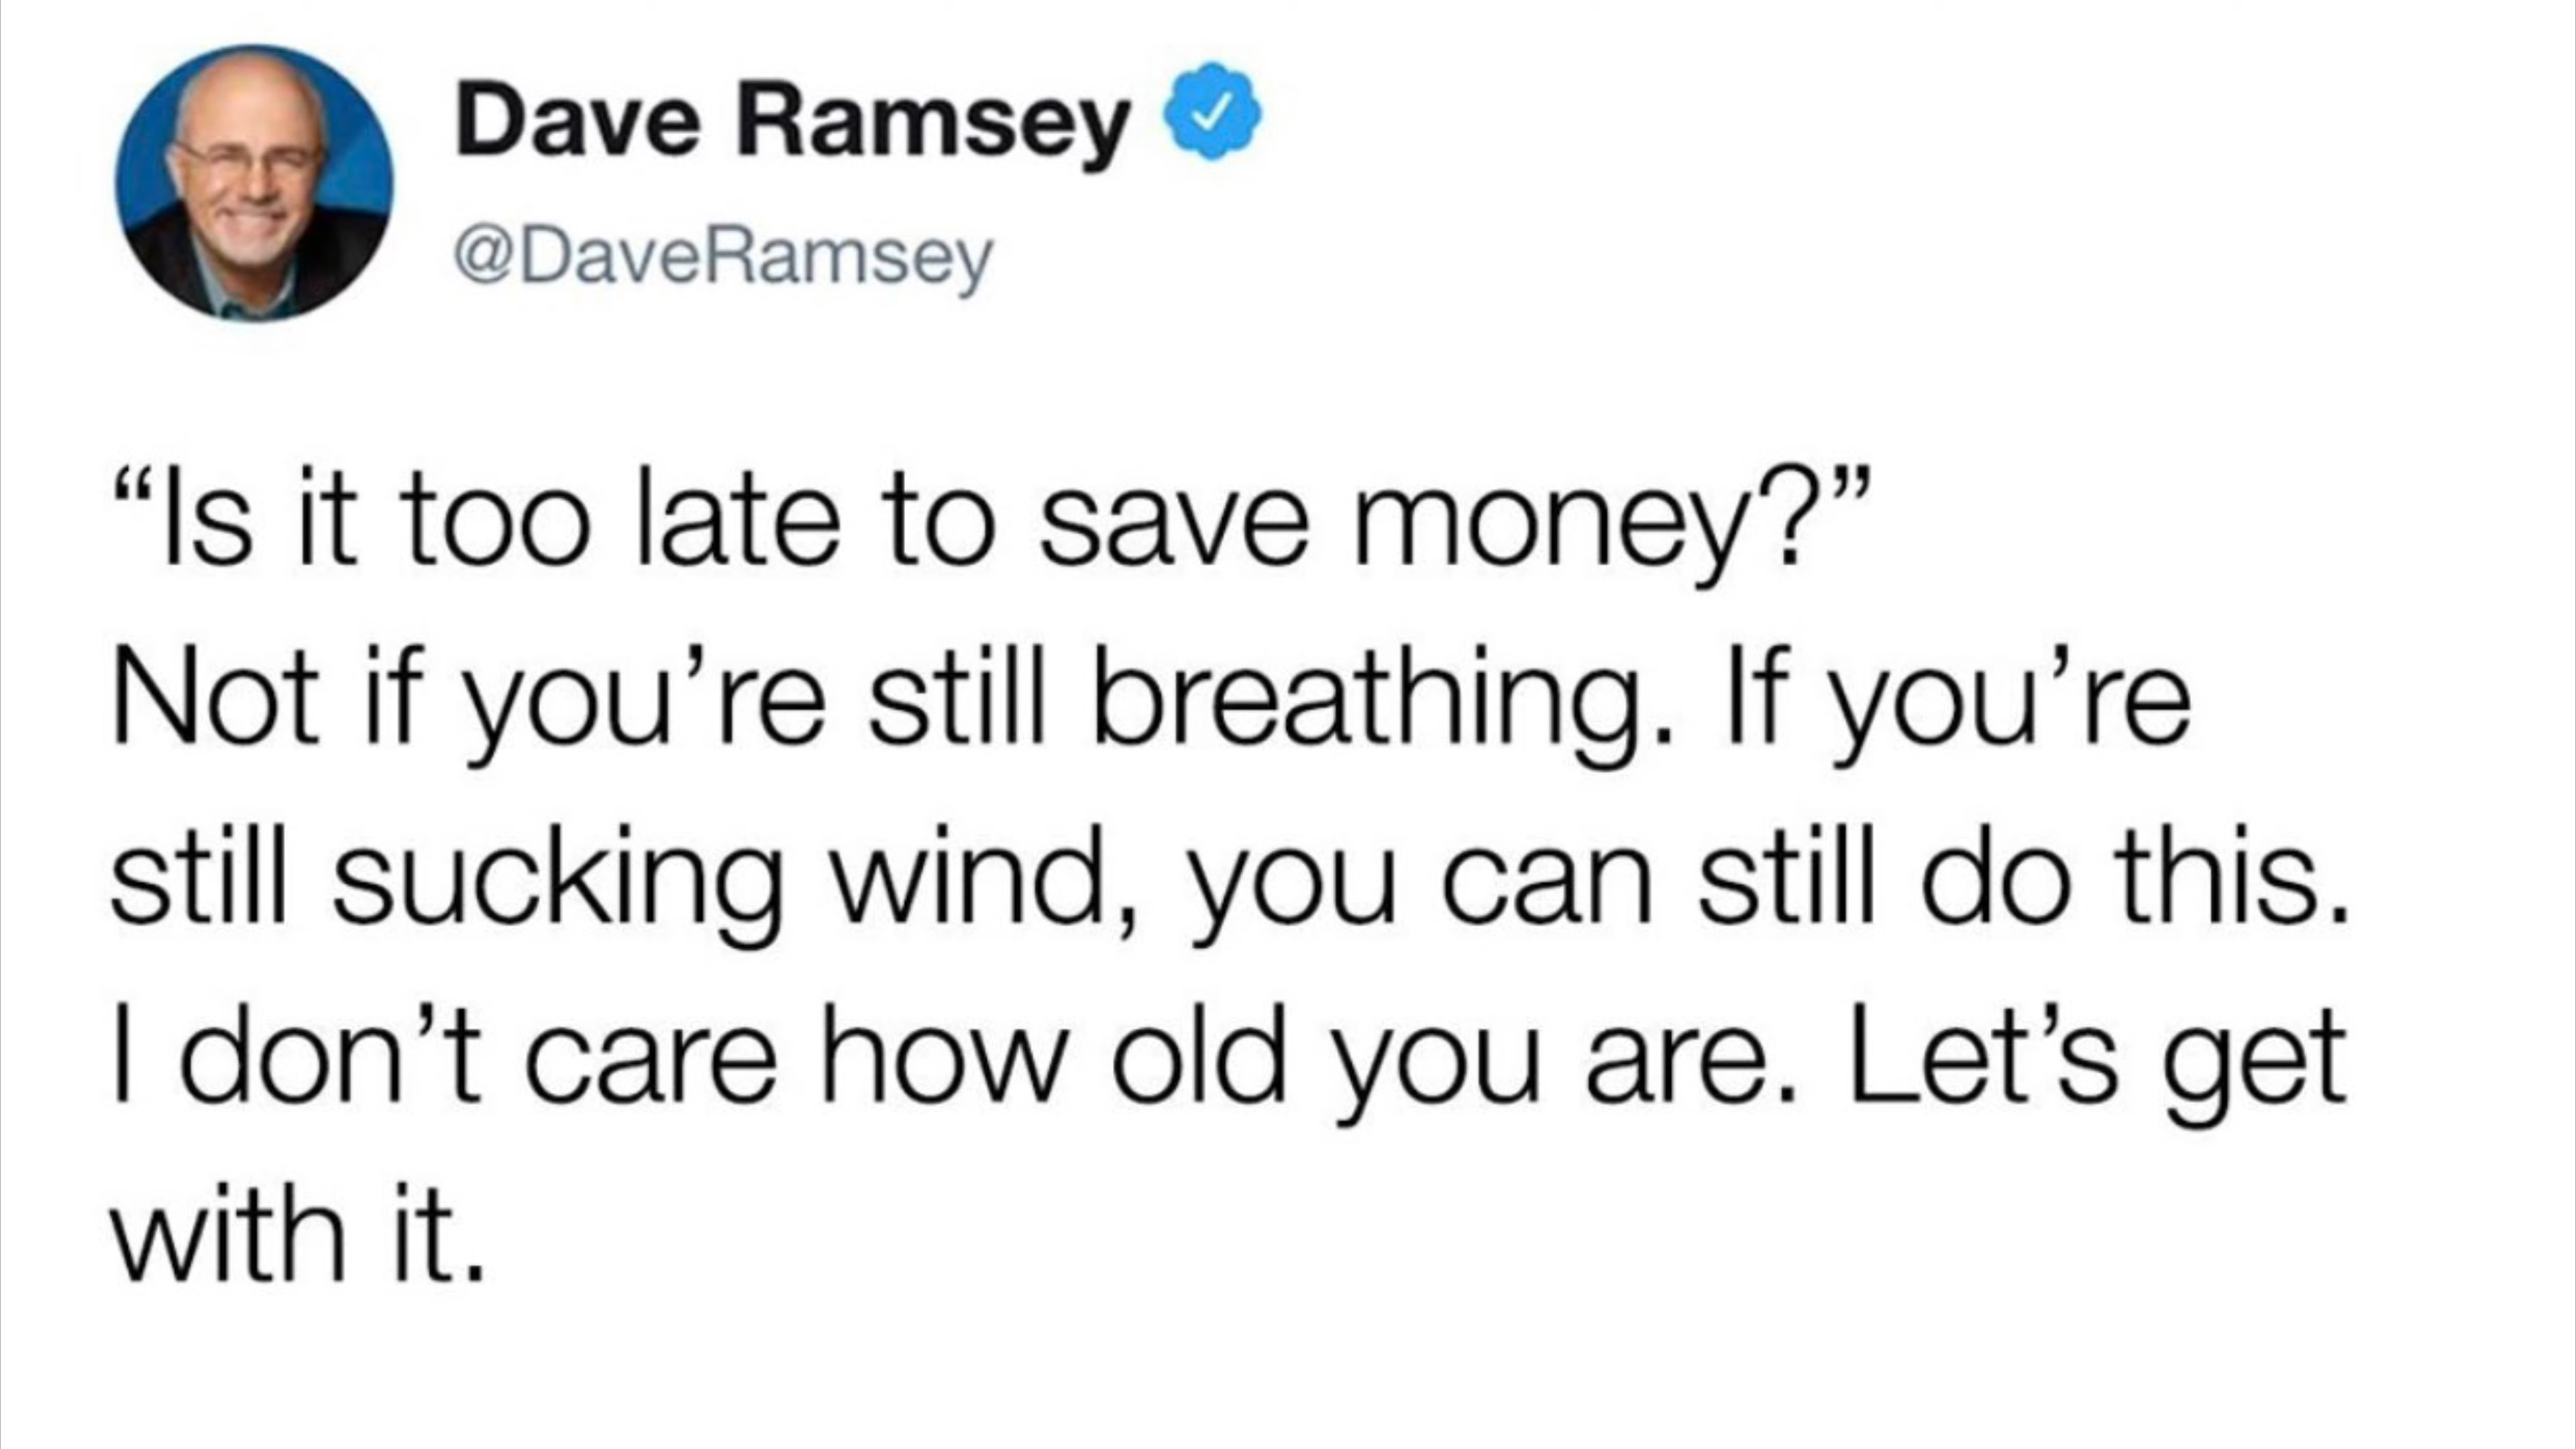 Dave Ramsey
@DaveRamsey
“Is it too late to save money?”
Not if you’re still breathing. If you’re
still sucking wind, you can still do this.
I don’t care how old you are. Let’s get
with it.